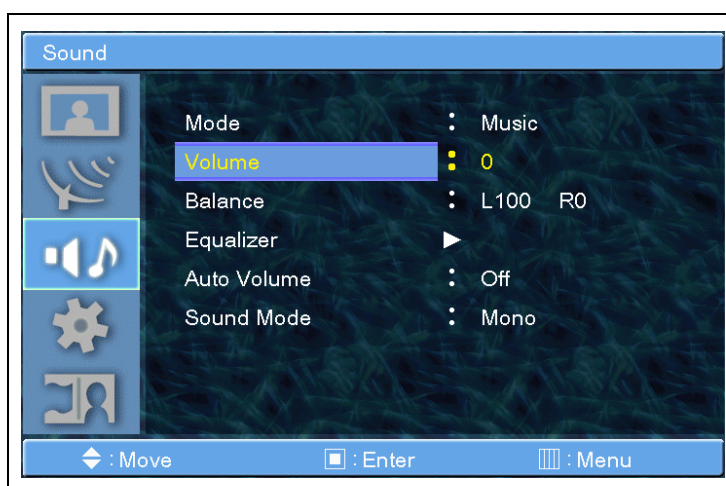 Sound
Mode : Music
Volume : 0
Balance : L100 R0
Equalizer ▶
Auto Volume : Off
Sound Mode : Mono
: Move : Enter : Menu